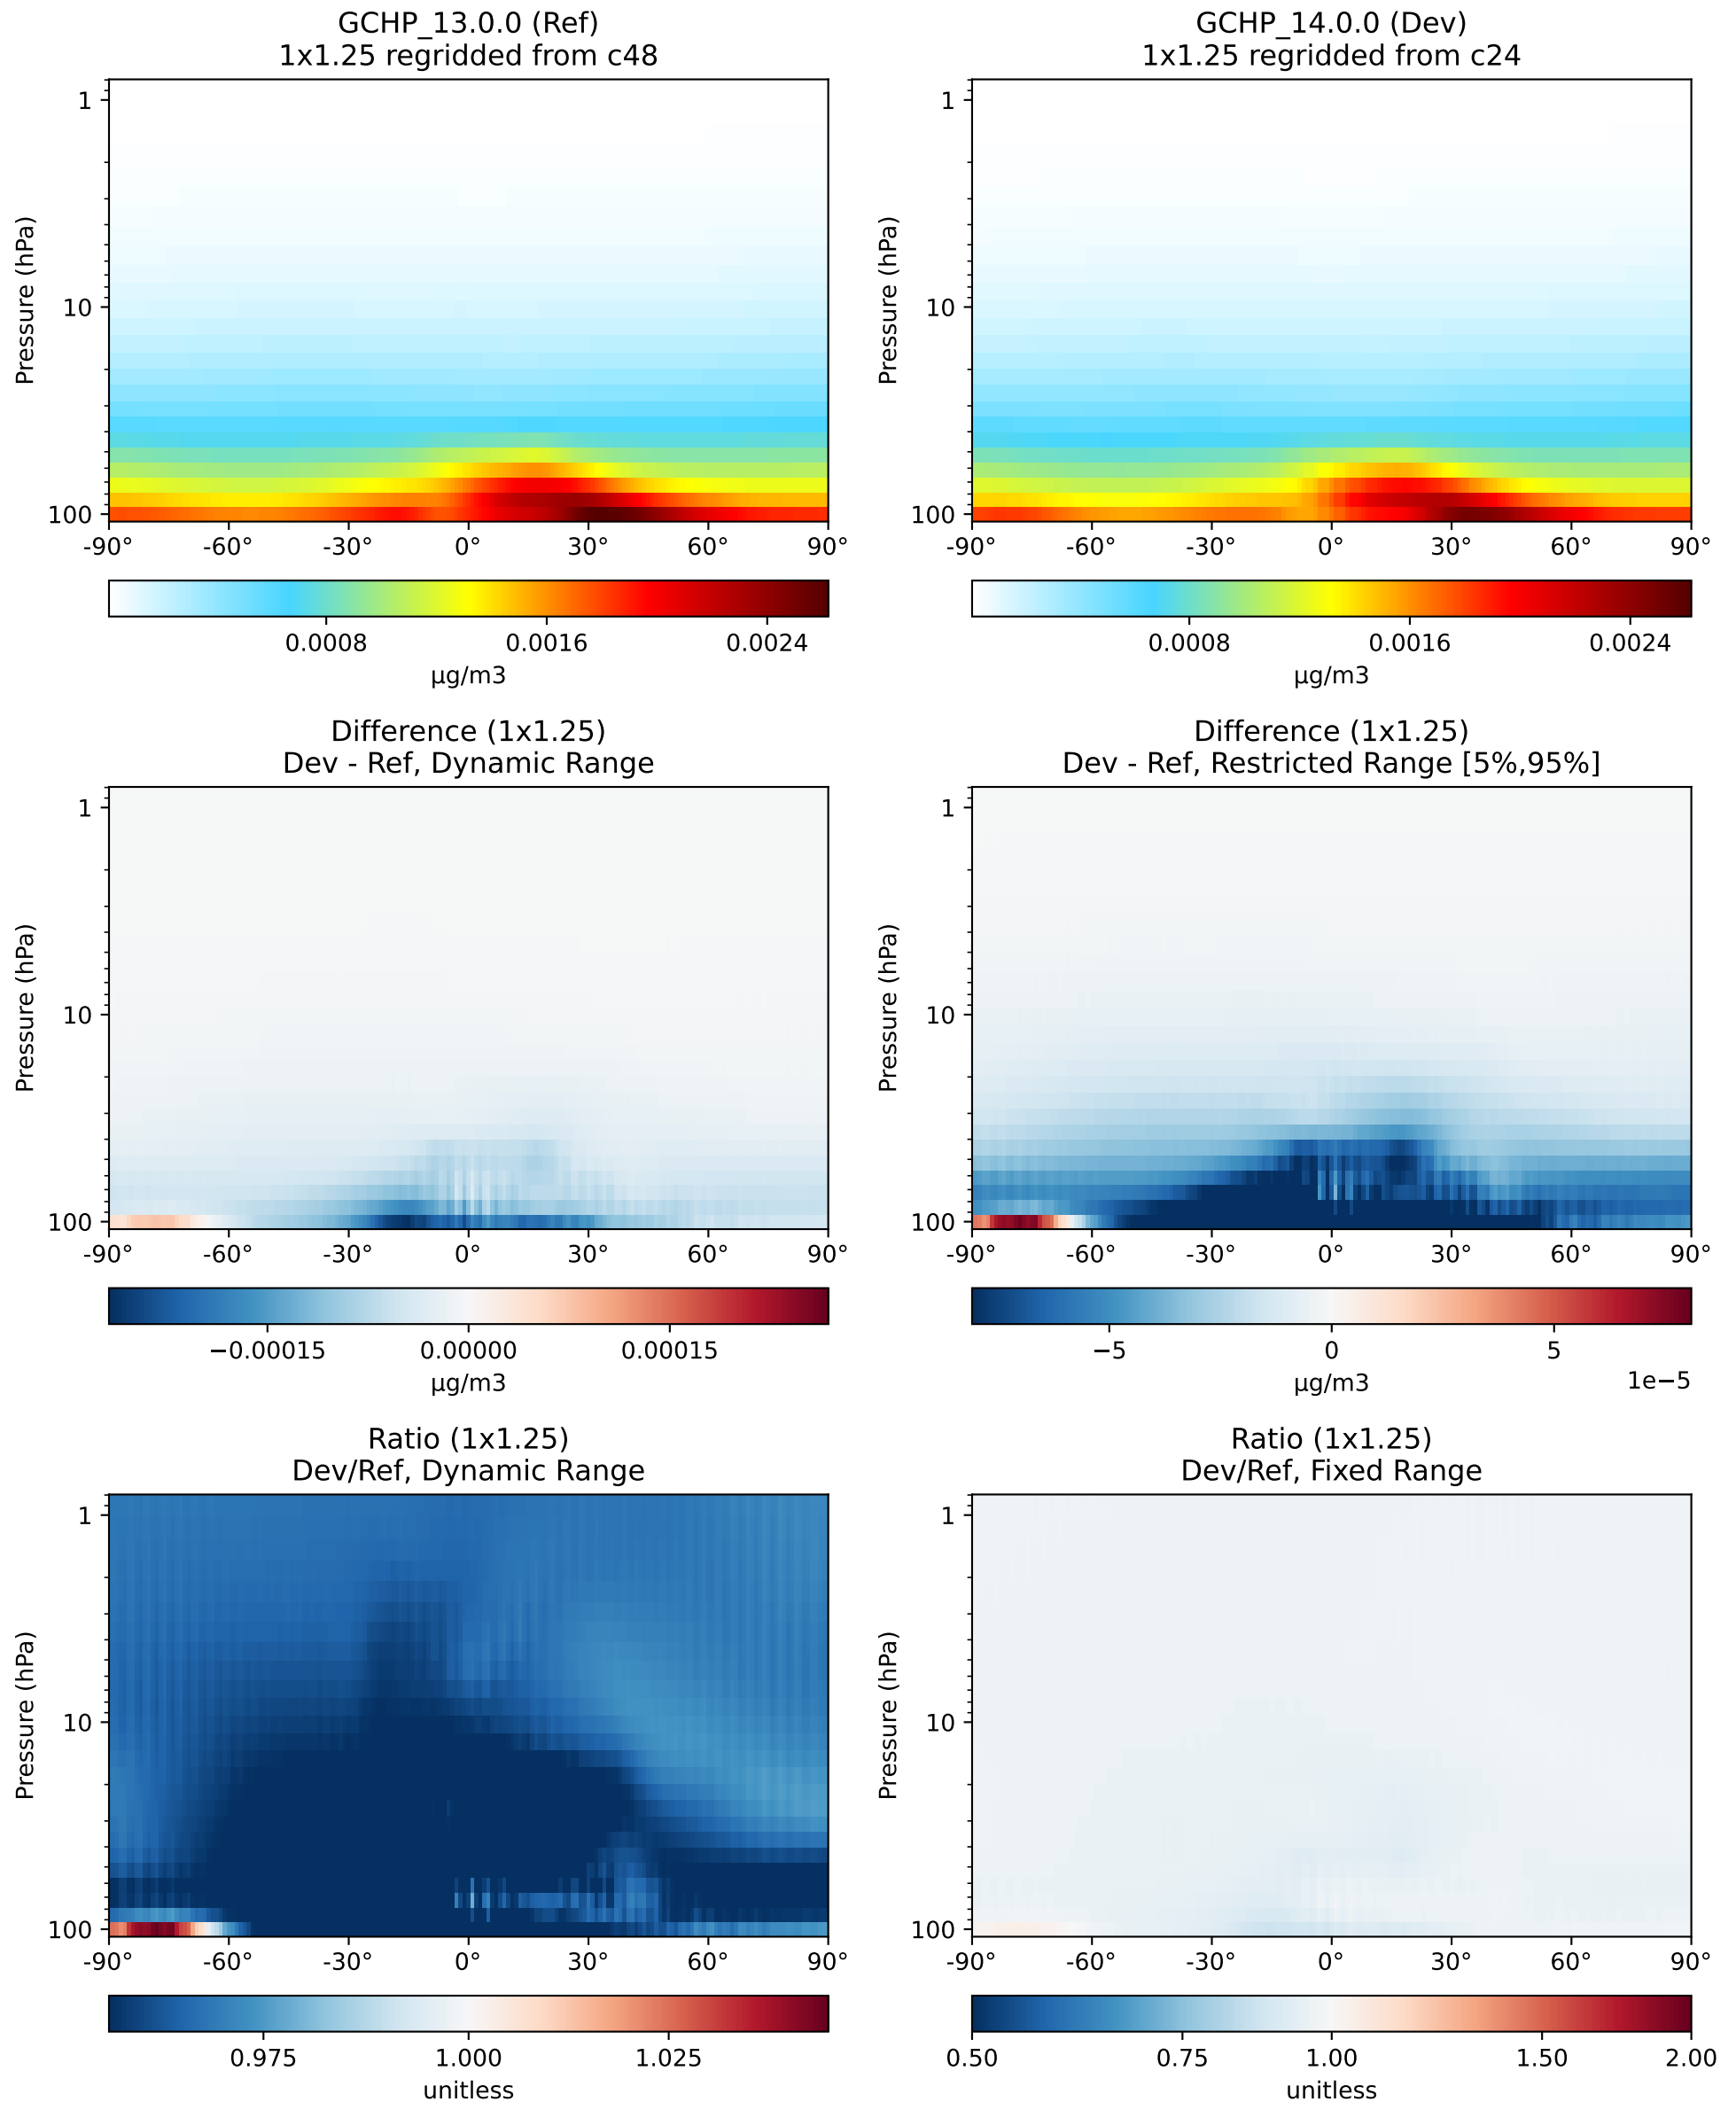 GCHP_13.0.0 (Ref)
1x1.25 regridded from c48
Pressure (hPa)
1
10
100
-90° -60° -30° 0° 30° 60° 90°
0.0008 0.0016 0.0024
µg/m3
GCHP_14.0.0 (Dev)
1x1.25 regridded from c24
Pressure (hPa)
1
10
100
-90° -60° -30° 0° 30° 60° 90°
0.0008 0.0016 0.0024
µg/m3
Difference (1x1.25)
Dev - Ref, Dynamic Range
Pressure (hPa)
1
10
100
-90° -60° -30° 0° 30° 60° 90°
−0.00015 0.00000 0.00015
µg/m3
Difference (1x1.25)
Dev - Ref, Restricted Range [5%,95%]
Pressure (hPa)
1
10
100
-90° -60° -30° 0° 30° 60° 90°
−5 0 5
µg/m3
1e−5
Ratio (1x1.25)
Dev/Ref, Dynamic Range
Pressure (hPa)
1
10
100
-90° -60° -30° 0° 30° 60° 90°
0.975 1.000 1.025
unitless
Ratio (1x1.25)
Dev/Ref, Fixed Range
Pressure (hPa)
1
10
100
-90° -60° -30° 0° 30° 60° 90°
0.50 0.75 1.00 1.50 2.00
unitless